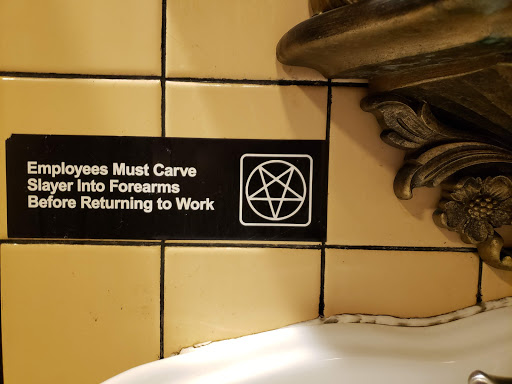 Employees Must Carve
Slayer Into Forearms
Before Returning to Work